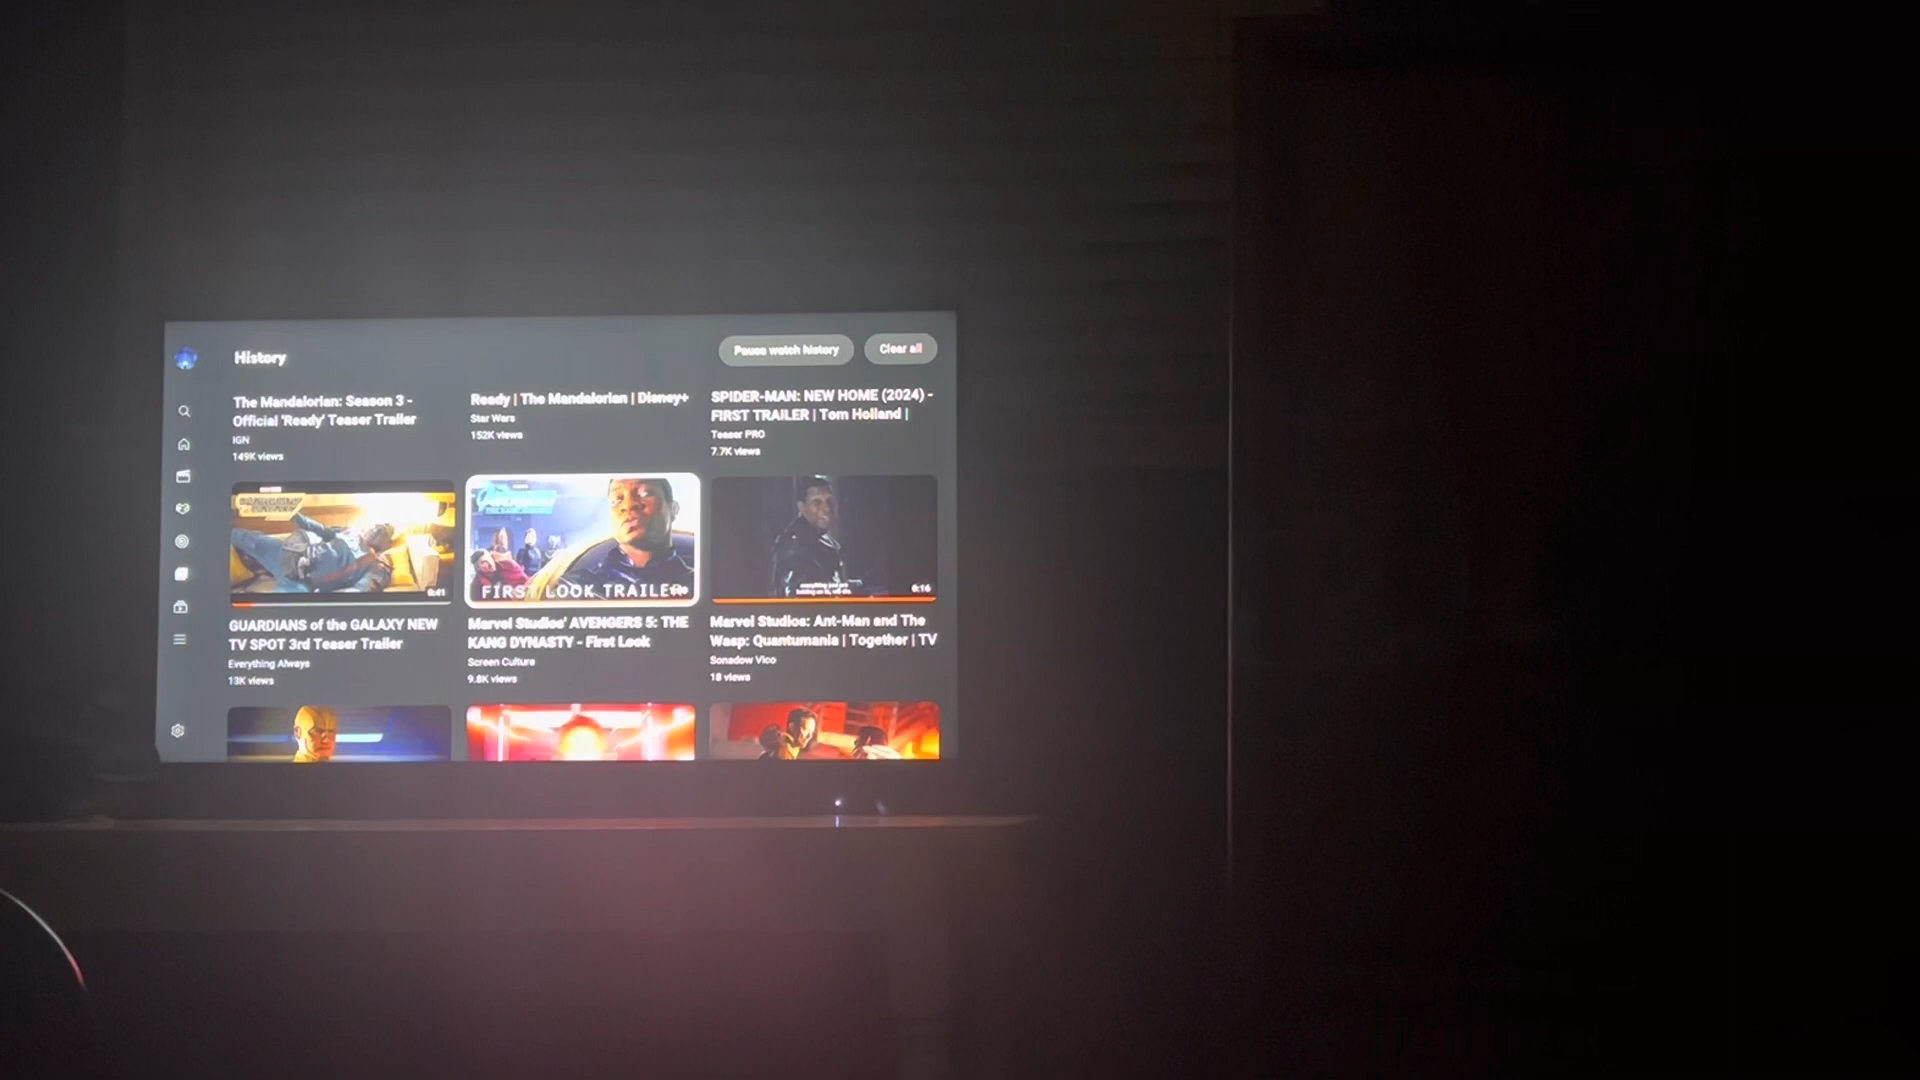 History
Pause watch history
Clear all
The Mandalorian: Season 3 -
Official 'Ready' Teaser Trailer
IGN
149K views
Ready | The Mandalorian | Disney+
Star Wars
152K views
SPIDER-MAN: NEW HOME (2024) -
FIRST TRAILER | Tom Holland |
Teaser PRO
7.7K views
0:41
GUARDIANS of the GALAXY NEW
TV SPOT 3rd Teaser Trailer
Everything Always
13K views
FIRST LOOK TRAILER
Marvel Studios' AVENGERS 5: THE
KANG DYNASTY - First Look
Screen Culture
9.8K views
0:16
Marvel Studios: Ant-Man and The
Wasp: Quantumania | Together | TV
Sonadow Vico
18 views